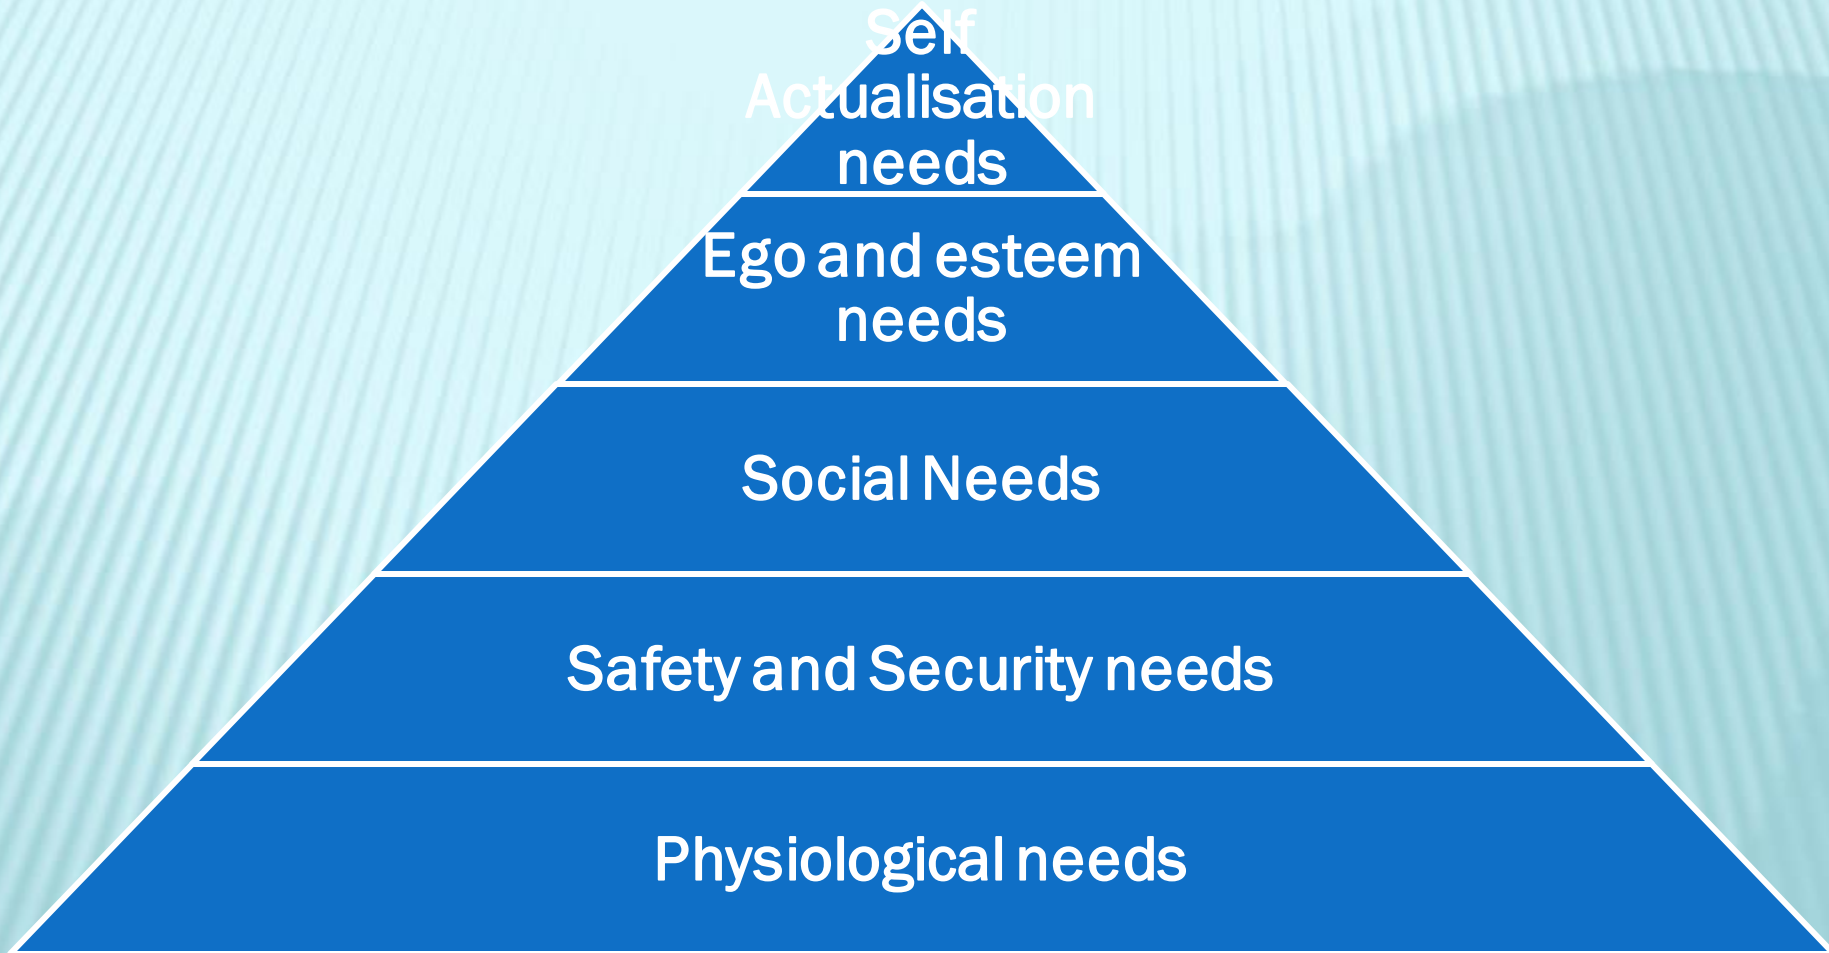 Self
Actualisation
needs
Ego and esteem
needs
Social Needs
Safety and Security needs
Physiological needs